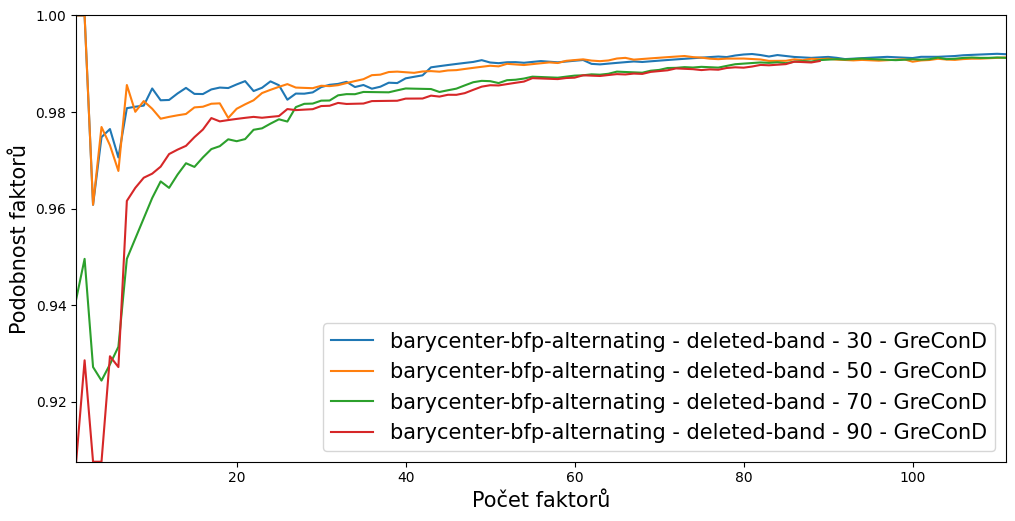 1.00
0.98
0.96
0.94
0.92
Podobnost faktorů
barycenter-bfp-alternating - deleted-band - 30 - GreConD
barycenter-bfp-alternating - deleted-band - 50 - GreConD
barycenter-bfp-alternating - deleted-band - 70 - GreConD
barycenter-bfp-alternating - deleted-band - 90 - GreConD
20 40 60 80 100
Počet faktorů